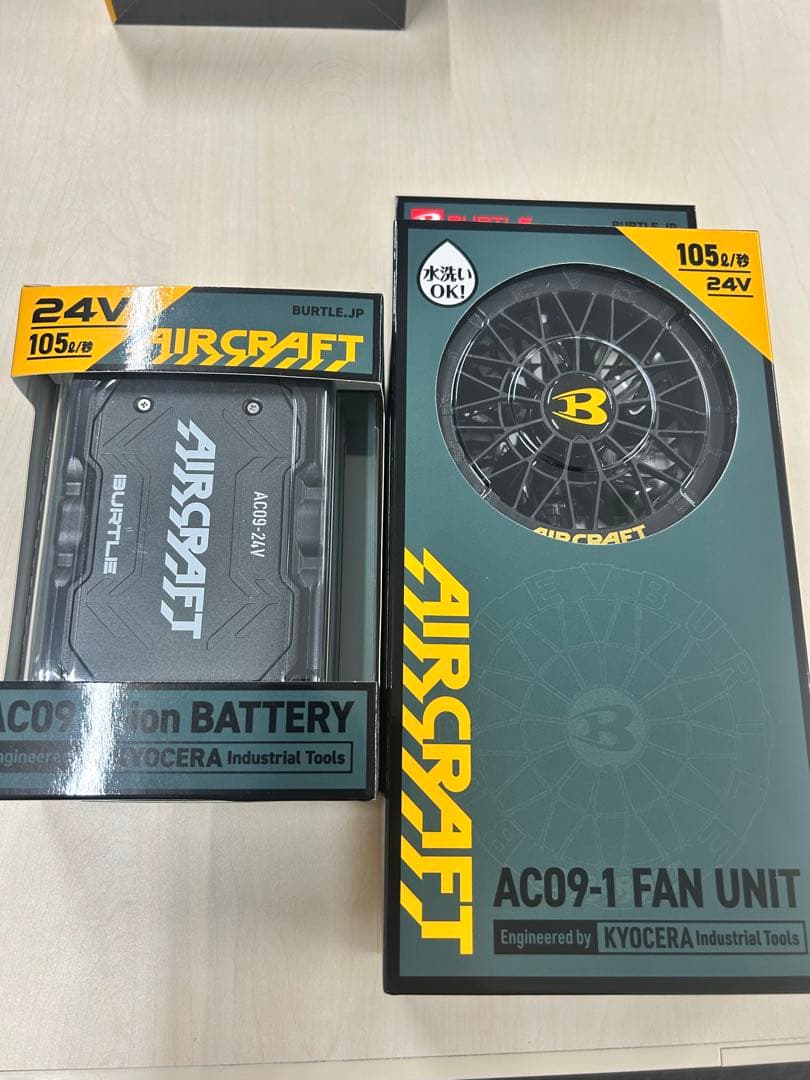 BURTLE
BURTLE.JP
水洗い
OK!
105ℓ/秒
24V
B
AIRCRAFT
AIRCRAFT
AC09-1 FAN UNIT
Engineered by KYOCERA Industrial Tools
24V
105ℓ/秒
BURTLE.JP
AIRCRAFT
AC09-24V
AIRCRAFT
BURTLE
AC09 ion BATTERY
Engineered KYOCERA Industrial Tools